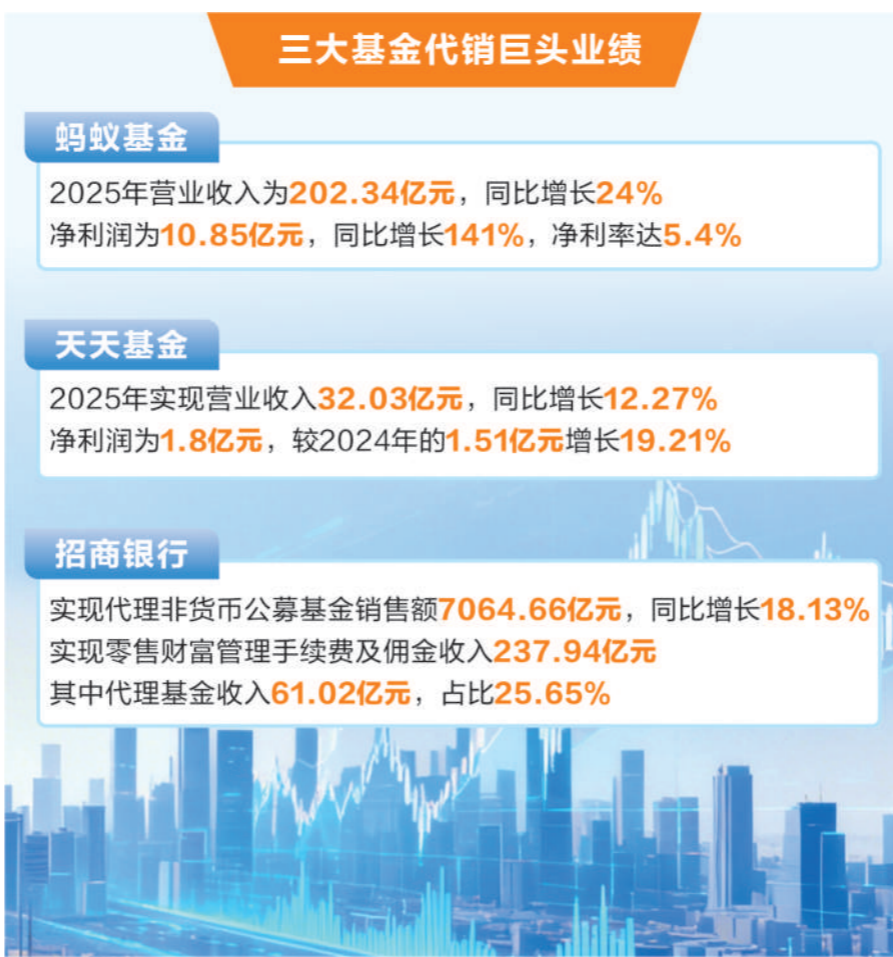 三大基金代销巨头业绩
蚂蚁基金
2025年营业收入为202.34亿元，同比增长24%
净利润为10.85亿元，同比增长141%，净利率达5.4%
天天基金
2025年实现营业收入32.03亿元，同比增长12.27%
净利润为1.8亿元，较2024年的1.51亿元增长19.21%
招商银行
实现代理非货币公募基金销售额7064.66亿元，同比增长18.13%
实现零售财富管理手续费及佣金收入237.94亿元
其中代理基金收入61.02亿元，占比25.65%